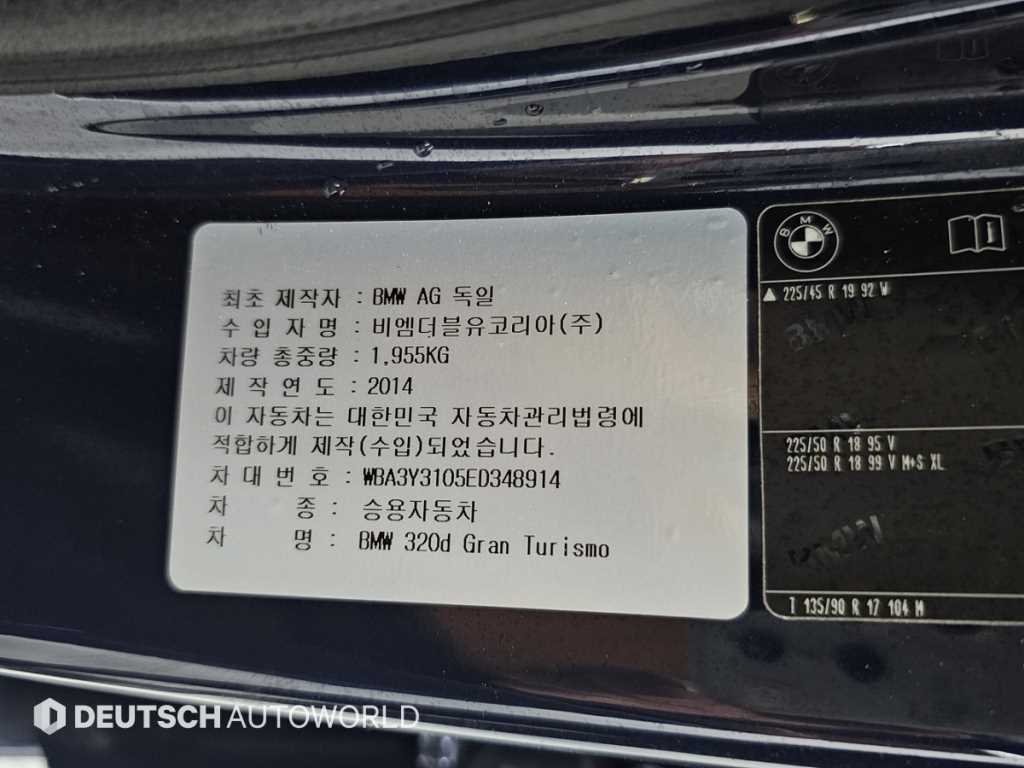 최초 제작자 : BMW AG 독일
수 입 자 명 : 비엠더블유코리아(주)
차량 총중량 : 1,955KG
제 작 연 도 : 2014
이 자동차는 대한민국 자동차관리법령에
적합하게 제작(수입)되었습니다.
차 대 번 호 : WBA3Y3105ED348914
차 종 : 승용자동차
차 명 : BMW 320d Gran Turismo
BMW
i
▲ 225/45 R 19 92 W
225/50 R 18 95 V
225/50 R 18 99 V M+S XL
T 135/90 R 17 104 M
DEUTSCH AUTOWORLD